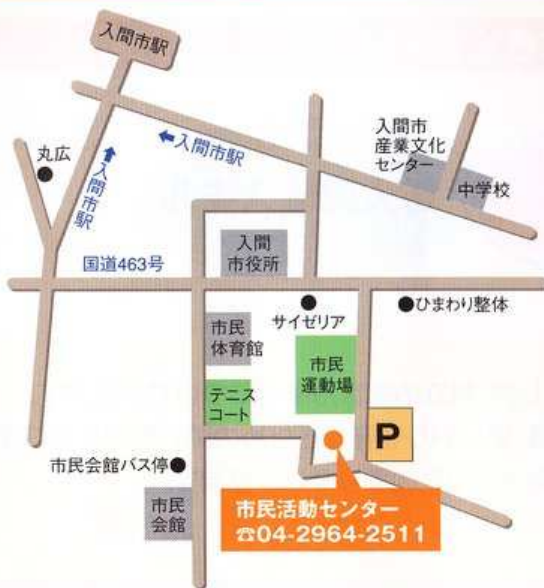 入間市駅
丸広
入間市駅
入間市駅
入間市
産業文化
センター
中学校
国道463号
入間
市役所
サイゼリア
ひまわり整体
市民
体育館
市民
運動場
テニス
コート
P
市民会館バス停
市民
会館
市民活動センター
☎04-2964-2511